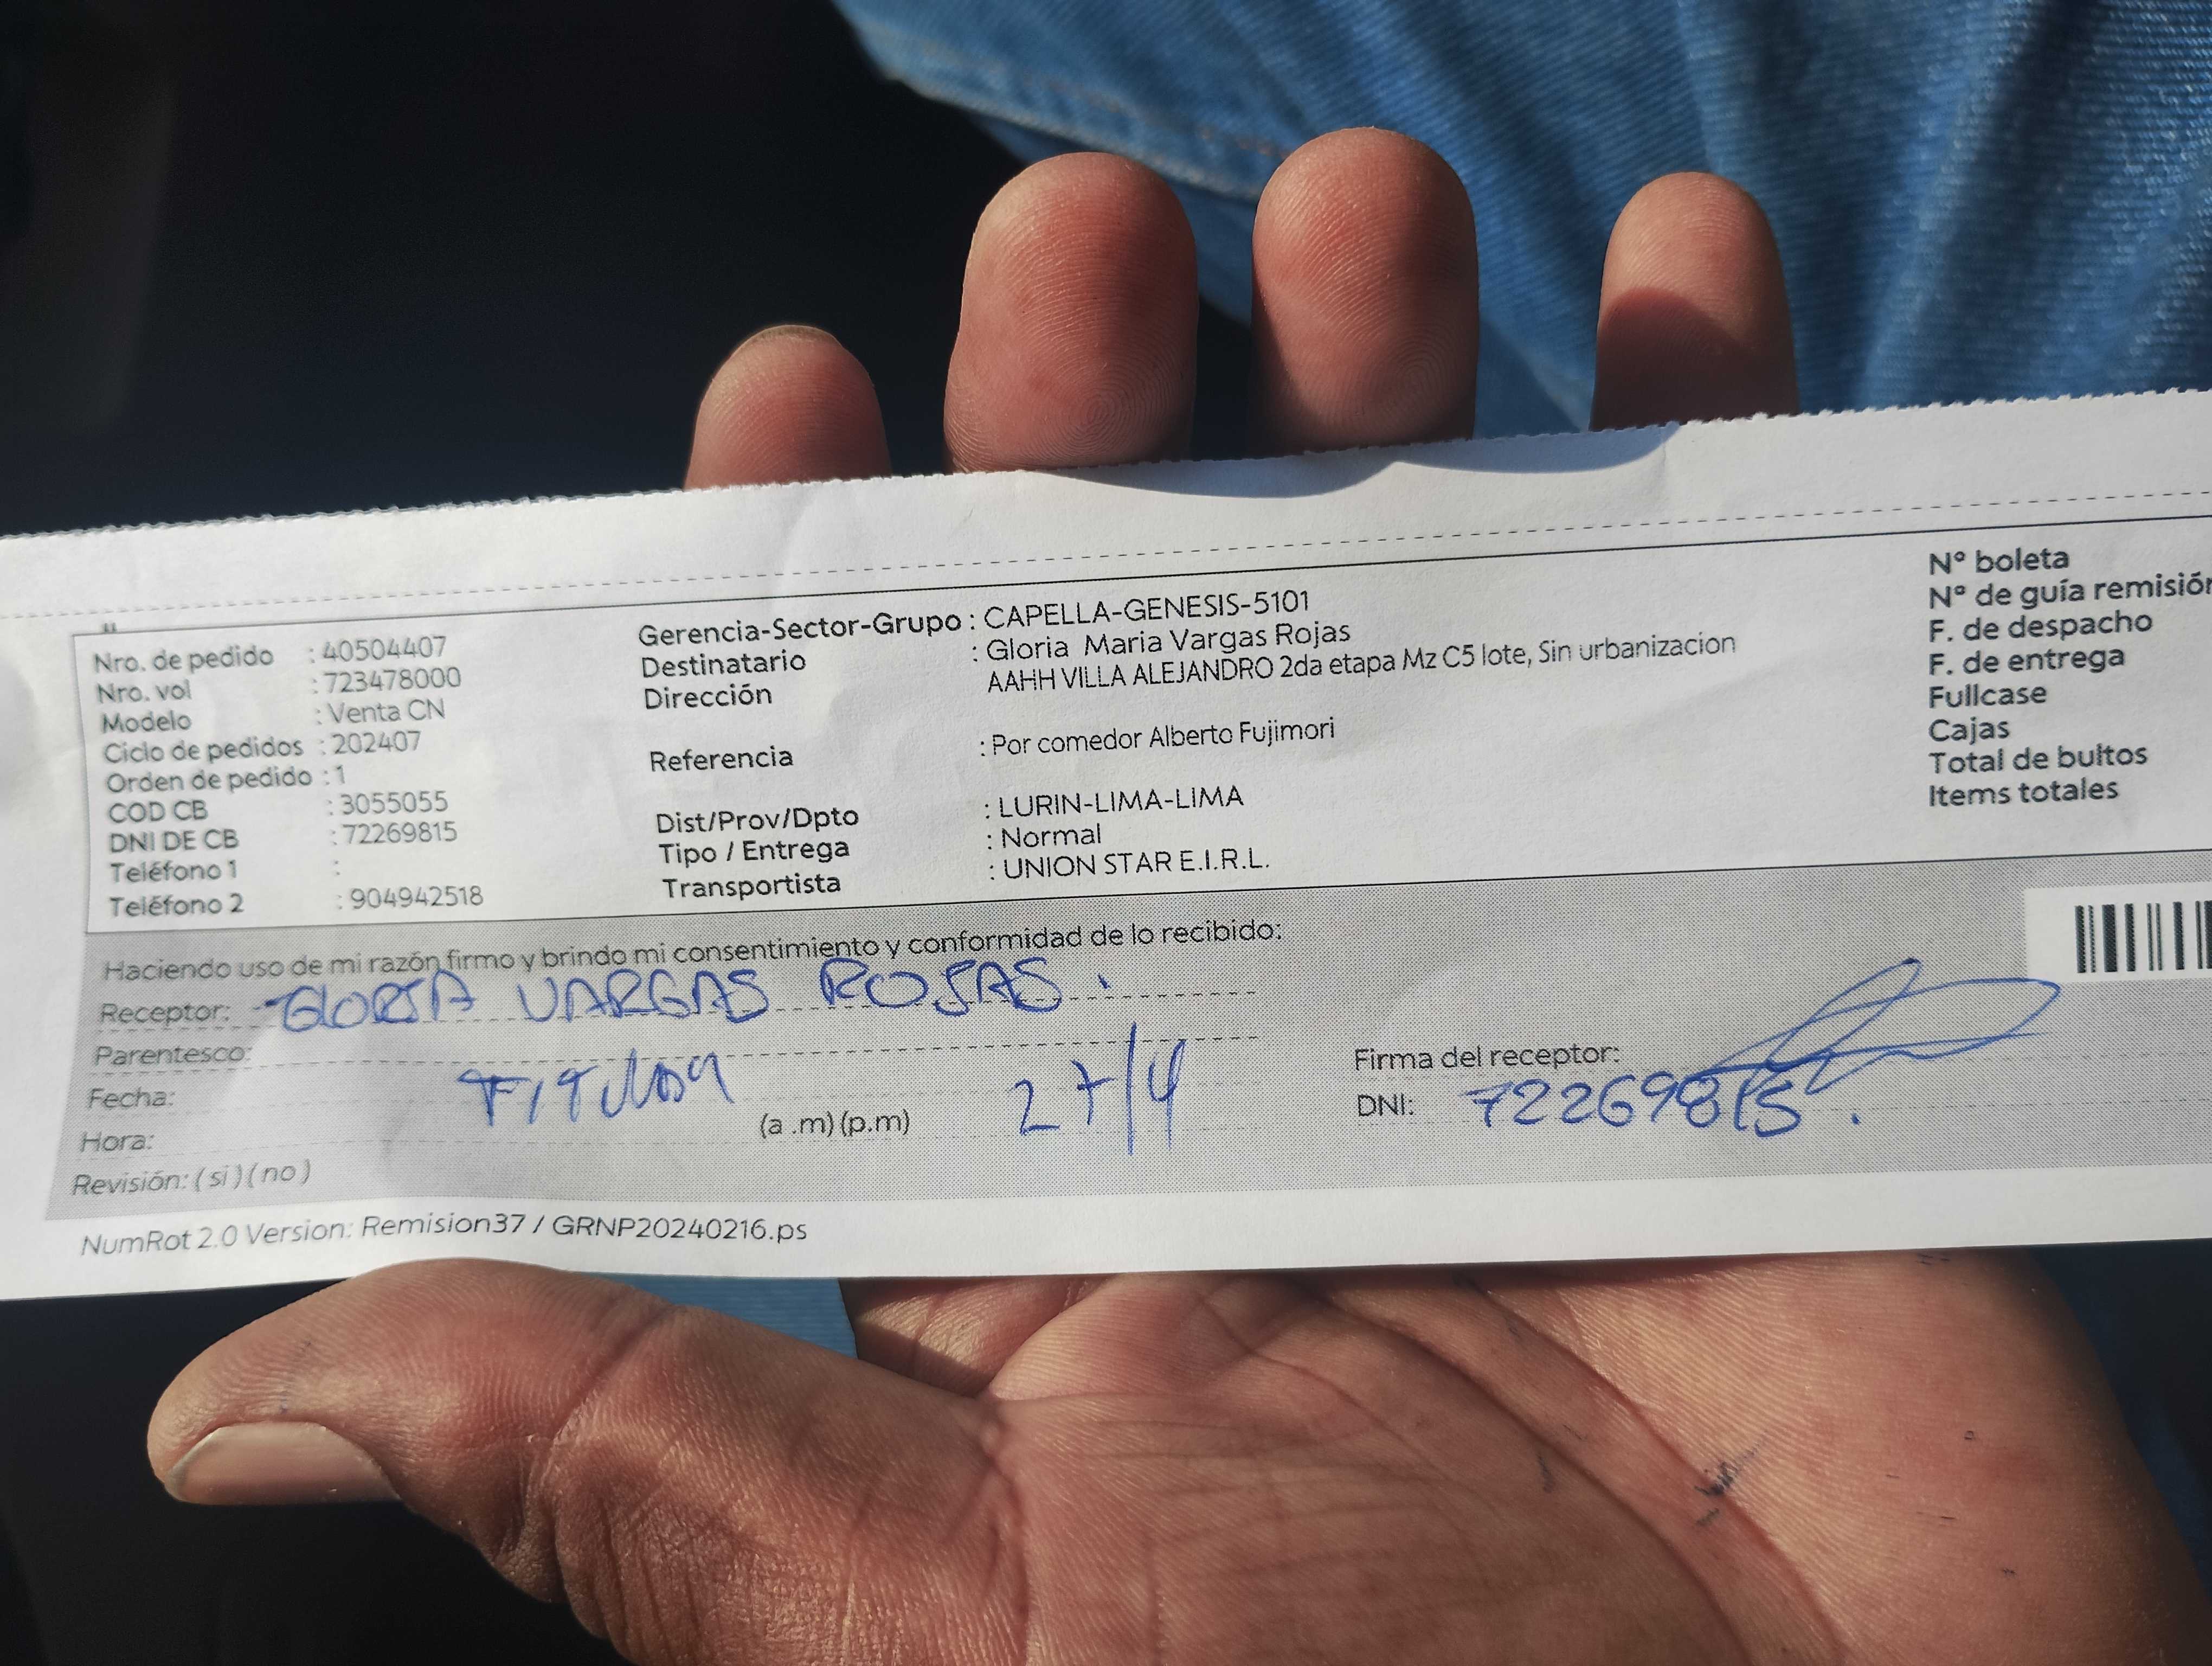 Nro. de pedido : 40504407
Nro. vol : 723478000
Modelo : Venta CN
Ciclo de pedidos : 202407
Orden de pedido : 1
COD CB : 3055055
DNI DE CB : 72269815
Teléfono 1 :
Teléfono 2 : 904942518
Gerencia-Sector-Grupo : CAPELLA-GENESIS-5101
Destinatario : Gloria Maria Vargas Rojas
Dirección AAHH VILLA ALEJANDRO 2da etapa Mz C5 lote, Sin urbanizacion
Referencia : Por comedor Alberto Fujimori
Dist/Prov/Dpto : LURIN-LIMA-LIMA
Tipo / Entrega : Normal
Transportista : UNION STAR E.I.R.L.
N° boleta
N° de guía remisión
F. de despacho
F. de entrega
Fullcase
Cajas
Total de bultos
Items totales
Haciendo uso de mi razón firmo y brindo mi consentimiento y conformidad de lo recibido:
Receptor: GLORIA VARGAS ROJAS.
Parentesco:
Fecha: TITULAR 27/4
Hora: (a .m) (p.m)
Revisión: ( si ) ( no )
Firma del receptor:
DNI: 72269815.
NumRot 2.0 Version: Remision37 / GRNP20240216.ps